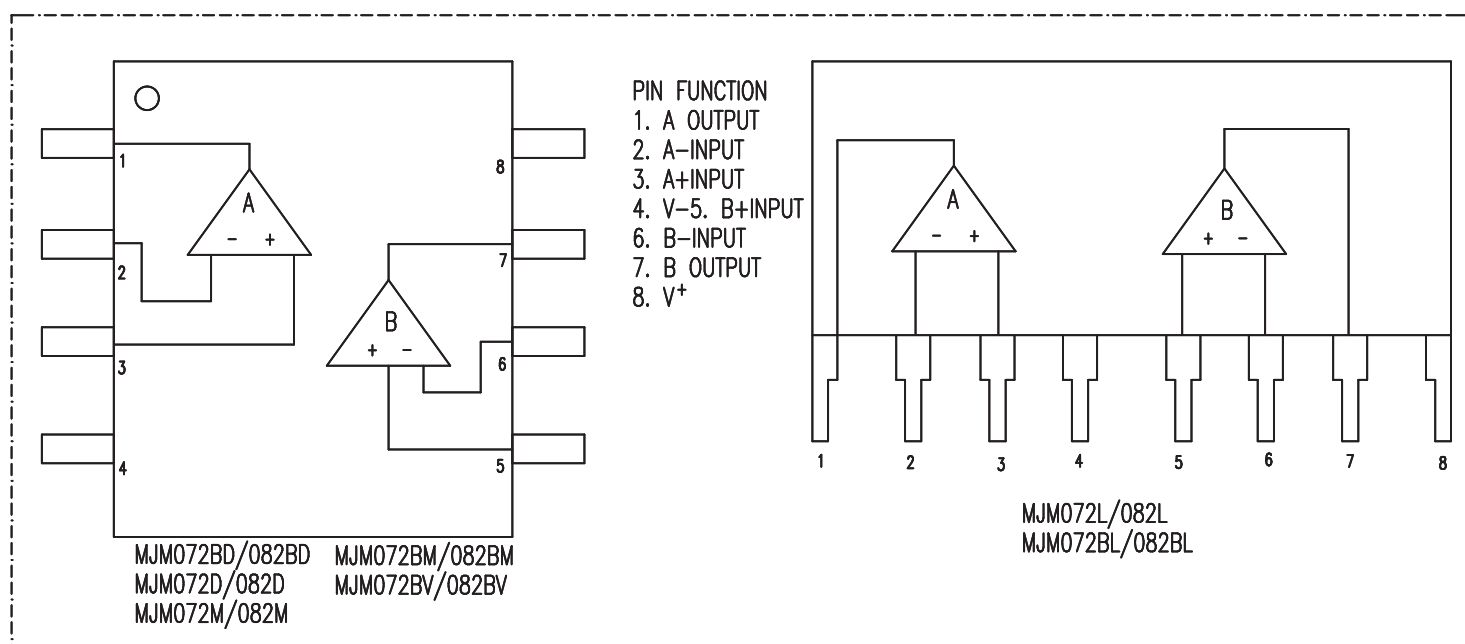 1
2
3
4
A
- +
B
+ -
8
7
6
5
MJM072BD/082BD
MJM072D/082D
MJM072M/082M
MJM072BM/082BM
MJM072BV/082BV
PIN FUNCTION
1. A OUTPUT
2. A-INPUT
3. A+INPUT
4. V-5. B+INPUT
6. B-INPUT
7. B OUTPUT
8. V⁺
A
- +
B
+ -
1 2 3 4 5 6 7 8
MJM072L/082L
MJM072BL/082BL